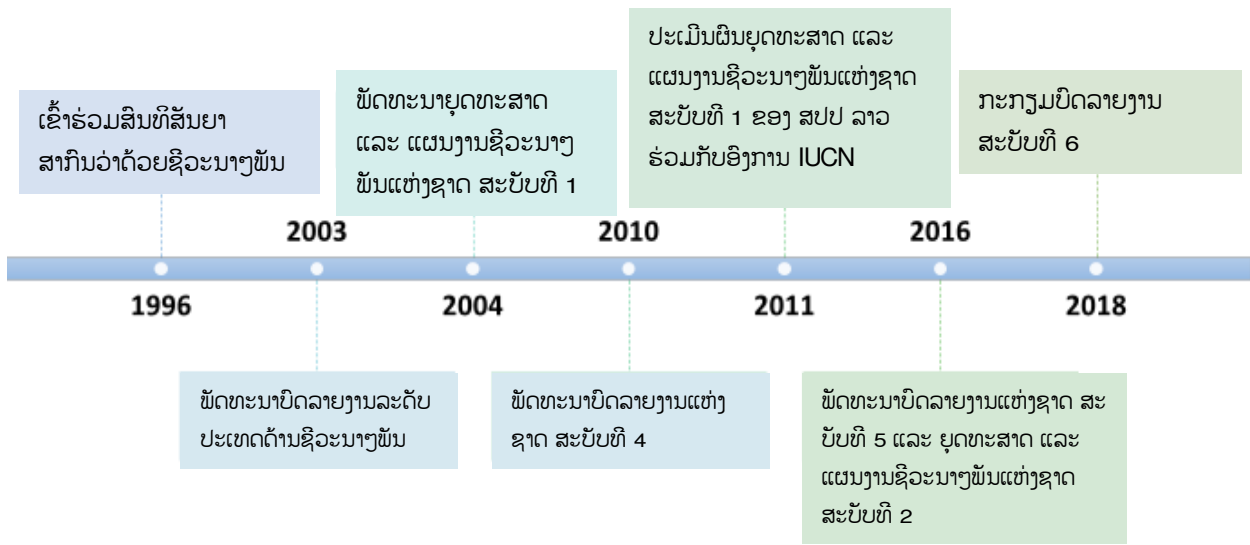 ເຂົ້າຮ່ວມສົນທິສັນຍາ
ສາກົນວ່າດ້ວຍຊີວະນາໆພັນ
ພັດທະນາຍຸດທະສາດ
ແລະ ແຜນງານຊີວະນາໆ
ພັນແຫ່ງຊາດ ສະບັບທີ 1
ປະເມີນຜົນຍຸດທະສາດ ແລະ
ແຜນງານຊີວະນາໆພັນແຫ່ງຊາດ
ສະບັບທີ 1 ຂອງ ສປປ ລາວ
ຮ່ວມກັບອົງການ IUCN
ກະກຽມບົດລາຍງານ
ສະບັບທີ 6
2003
2010
2016
1996
2004
2011
2018
ພັດທະນາບົດລາຍງານລະດັບ
ປະເທດດ້ານຊີວະນາໆພັນ
ພັດທະນາບົດລາຍງານແຫ່ງ
ຊາດ ສະບັບທີ 4
ພັດທະນາບົດລາຍງານແຫ່ງຊາດ ສະ
ບັບທີ 5 ແລະ ຍຸດທະສາດ ແລະ
ແຜນງານຊີວະນາໆພັນແຫ່ງຊາດ
ສະບັບທີ 2